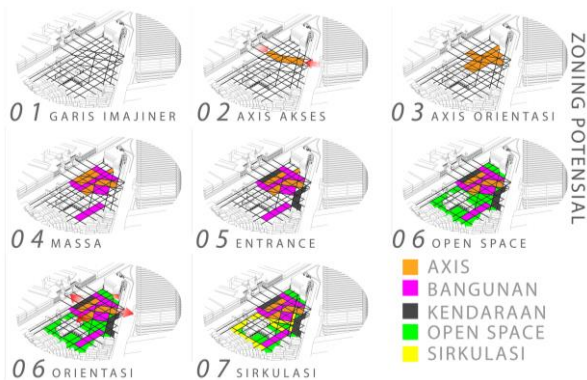 01 GARIS IMAJINER
02 AXIS AKSES
03 AXIS ORIENTASI
ZONING POTENSIAL
04 MASSA
05 ENTRANCE
06 OPEN SPACE
AXIS
BANGUNAN
KENDARAAN
OPEN SPACE
SIRKULASI
06 ORIENTASI
07 SIRKULASI